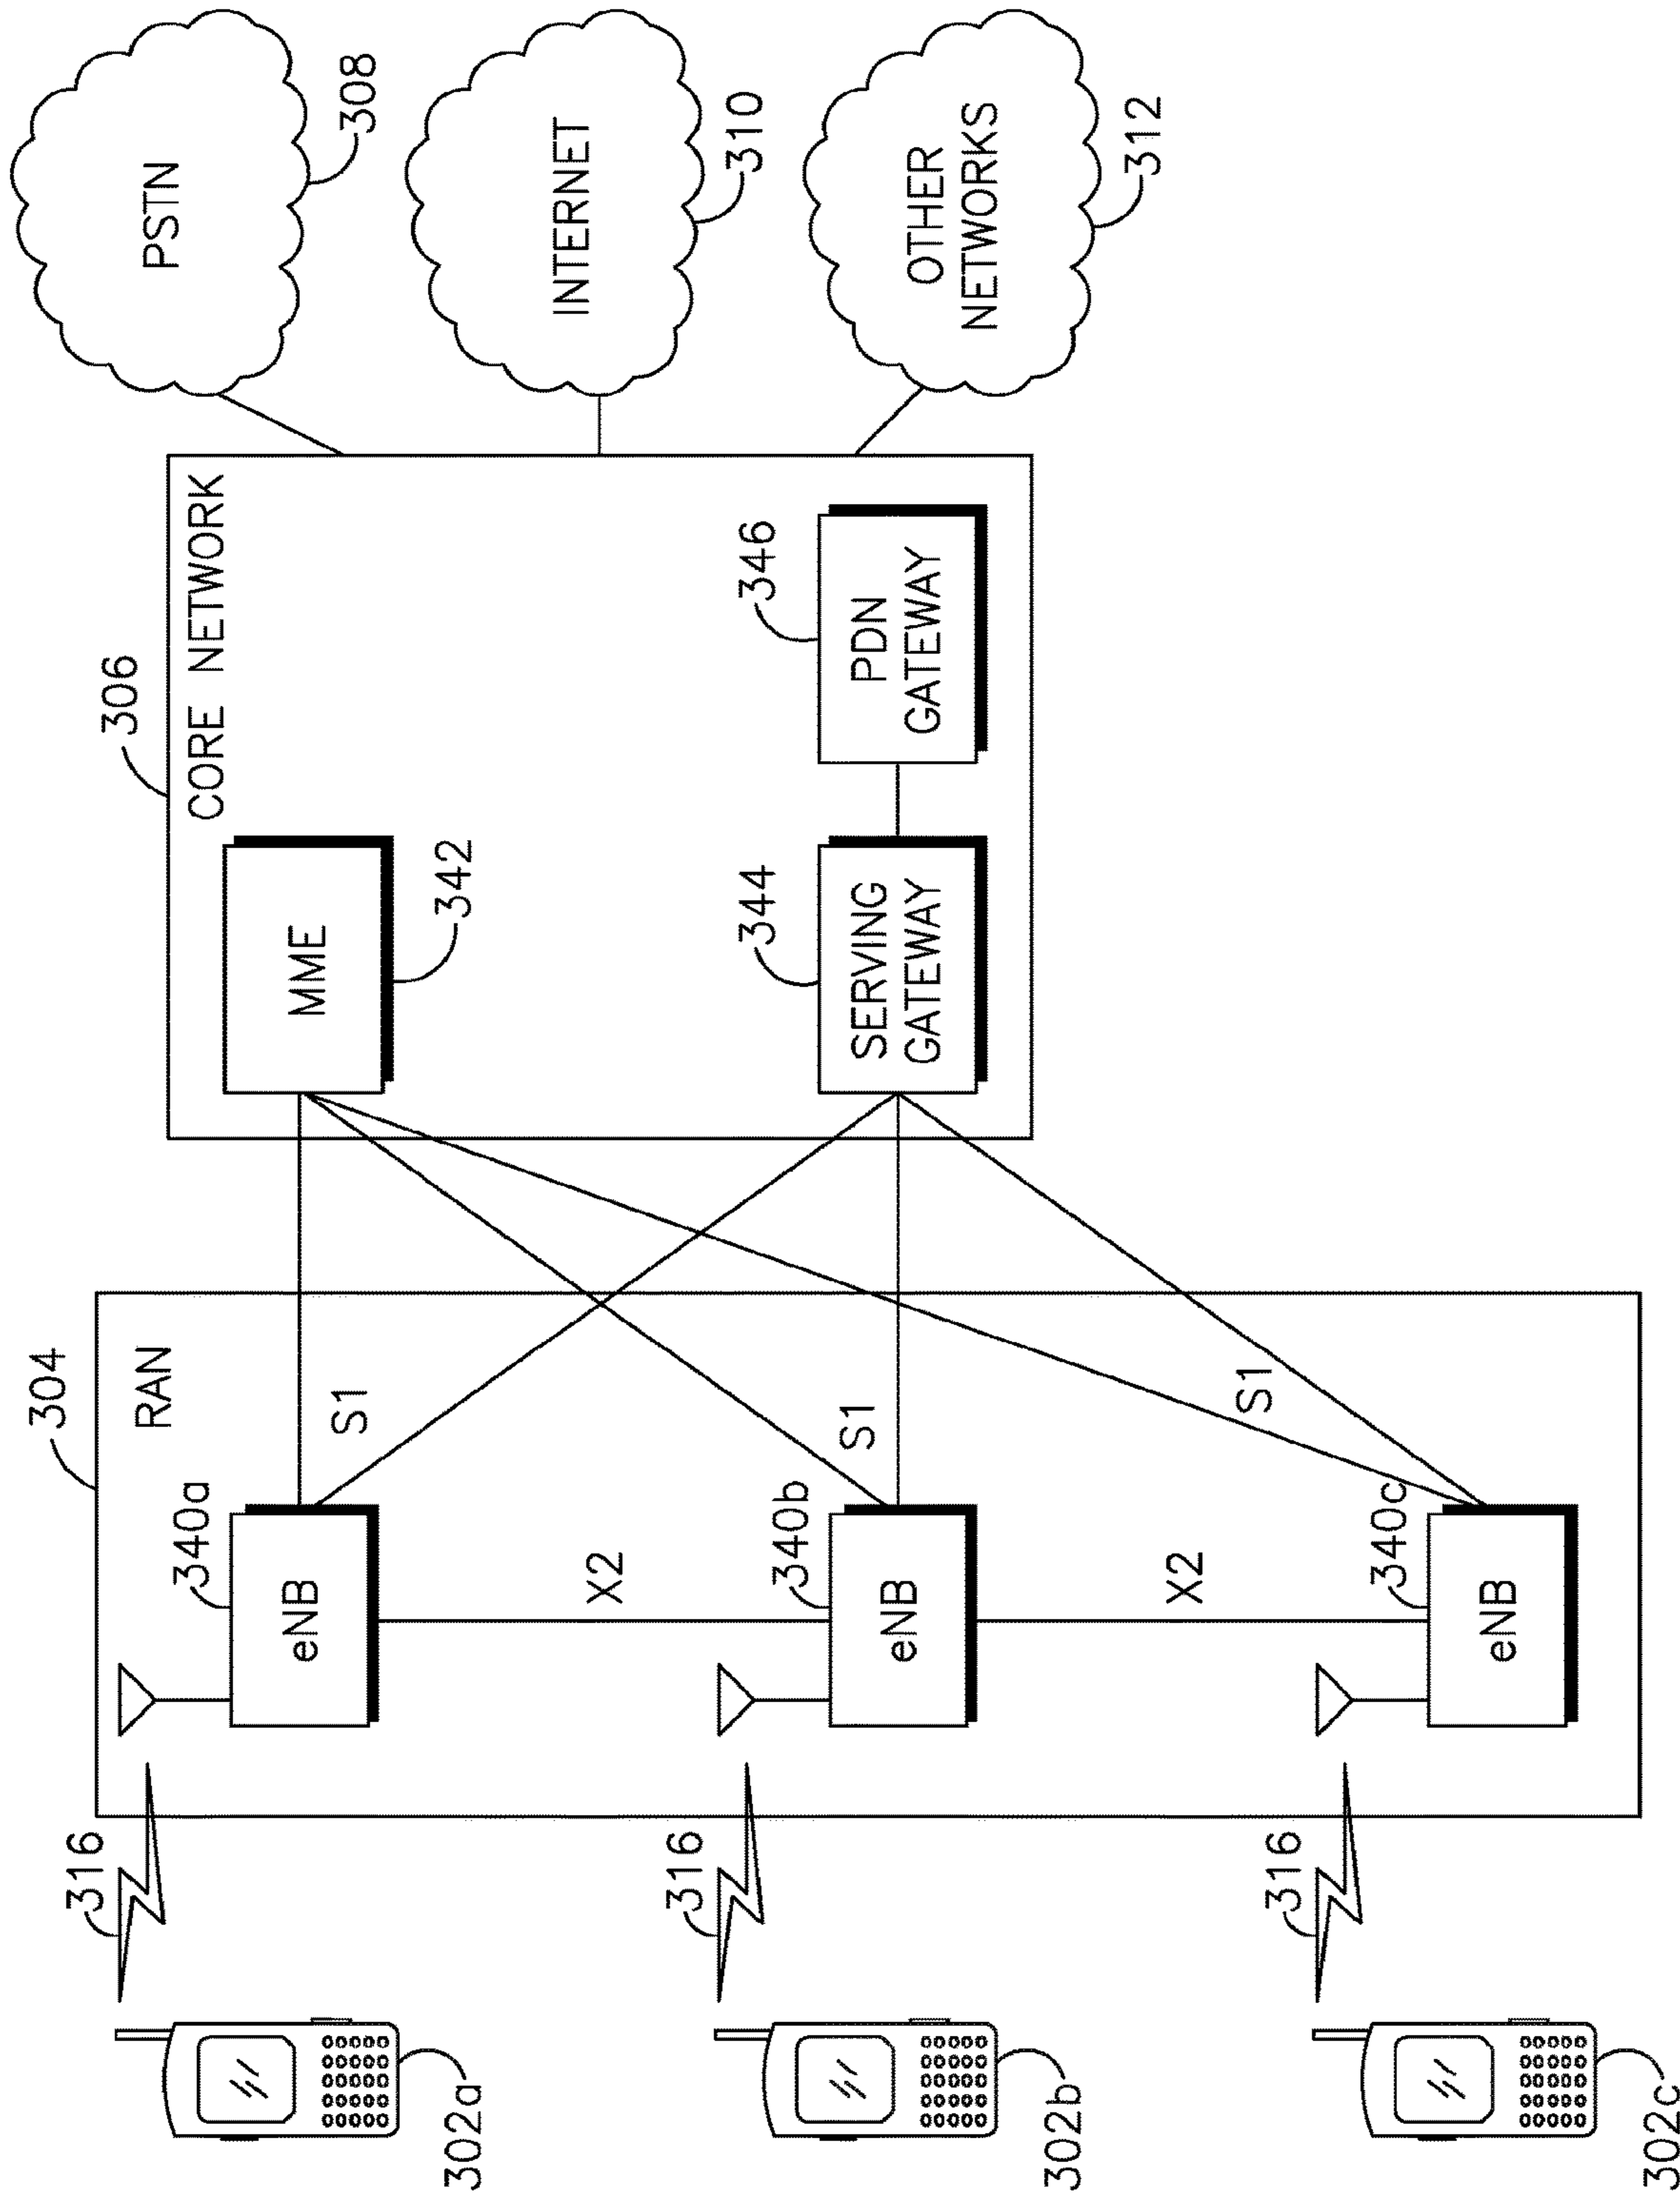 304
RAN
340a
eNB
S1
316
302a
X2
340b
eNB
S1
316
302b
X2
340c
eNB
S1
316
302c
306
CORE NETWORK
MME
342
344
SERVING
GATEWAY
346
PDN
GATEWAY
PSTN
308
INTERNET
310
OTHER
NETWORKS
312